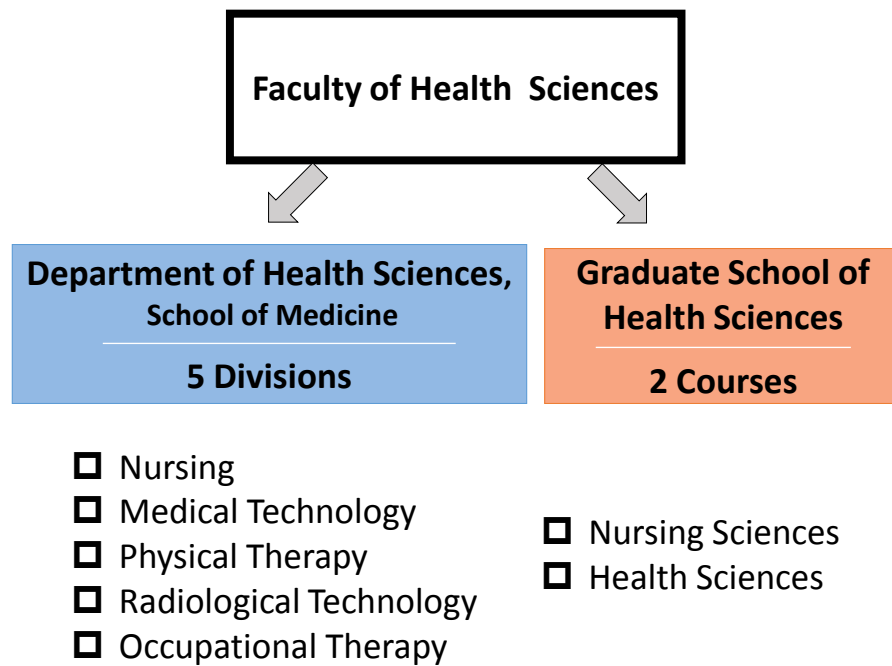 Faculty of Health Sciences
Department of Health Sciences,
School of Medicine
5 Divisions
Graduate School of
Health Sciences
2 Courses
Nursing
Medical Technology
Physical Therapy
Radiological Technology
Occupational Therapy
Nursing Sciences
Health Sciences